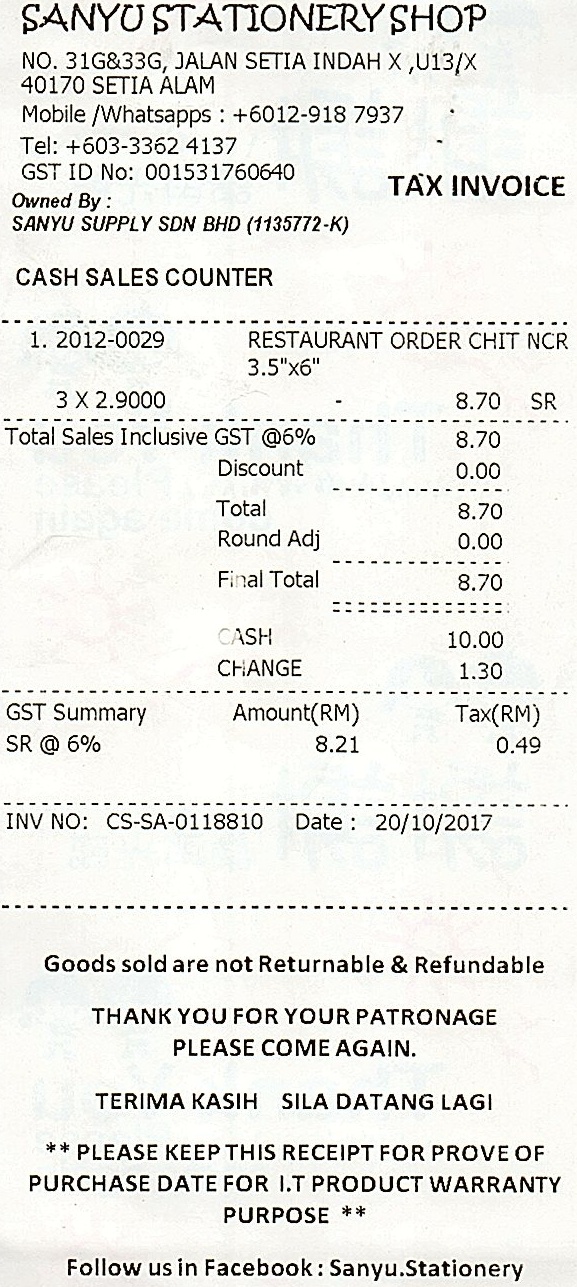 SANYU STATIONERY SHOP
NO. 31G&33G, JALAN SETIA INDAH X ,U13/X
40170 SETIA ALAM
Mobile /Whatsapps : +6012-918 7937
Tel: +603-3362 4137
GST ID No: 001531760640
TAX INVOICE
Owned By :
SANYU SUPPLY SDN BHD (1135772-K)
CASH SALES COUNTER
1. 2012-0029 RESTAURANT ORDER CHIT NCR
3.5"x6"
3 X 2.9000 - 8.70 SR
Total Sales Inclusive GST @6% 8.70
Discount 0.00
Total 8.70
Round Adj 0.00
Final Total 8.70
CASH 10.00
CHANGE 1.30
GST Summary Amount(RM) Tax(RM)
SR @ 6% 8.21 0.49
INV NO: CS-SA-0118810 Date : 20/10/2017
Goods sold are not Returnable & Refundable
THANK YOU FOR YOUR PATRONAGE
PLEASE COME AGAIN.
TERIMA KASIH SILA DATANG LAGI
** PLEASE KEEP THIS RECEIPT FOR PROVE OF
PURCHASE DATE FOR I.T PRODUCT WARRANTY
PURPOSE **
Follow us in Facebook : Sanyu.Stationery